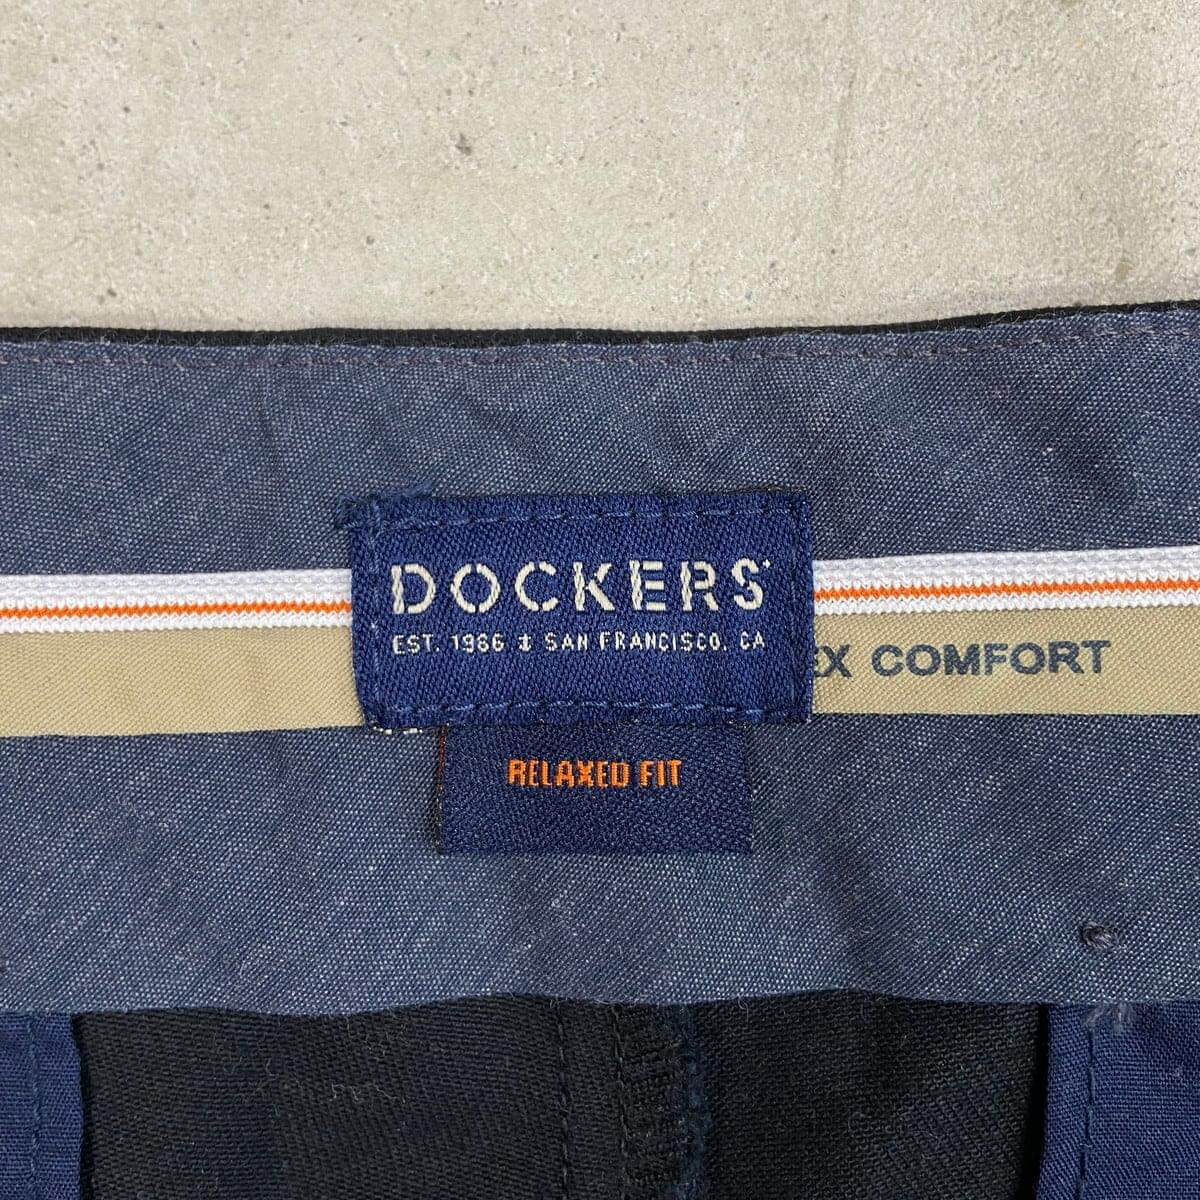 DOCKERS
EST. 1986 SAN FRANCISCO, CA
COMFORT
RELAXED FIT